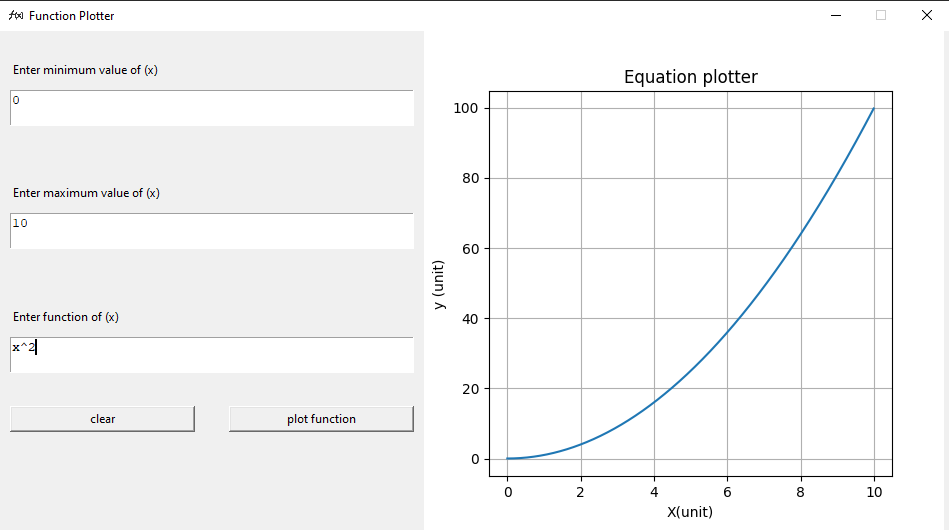 f(x) Function Plotter
Enter minimum value of (x)
0
Enter maximum value of (x)
10
Enter function of (x)
x^2
clear
plot function
Equation plotter
y (unit)
100
80
60
40
20
0
0 2 4 6 8 10
X(unit)